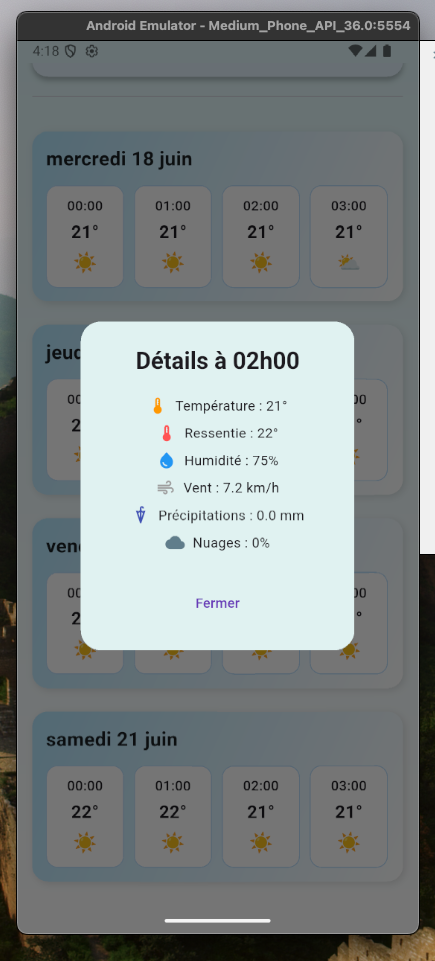 Android Emulator - Medium_Phone_API_36.0:5554
4:18
mercredi 18 juin
00:00 01:00 02:00 03:00
21° 21° 21° 21°
jeud
Détails à 02h00
Température : 21°
Ressentie : 22°
Humidité : 75%
Vent : 7.2 km/h
Précipitations : 0.0 mm
Nuages : 0%
Fermer
vend
samedi 21 juin
00:00 01:00 02:00 03:00
22° 22° 21° 21°